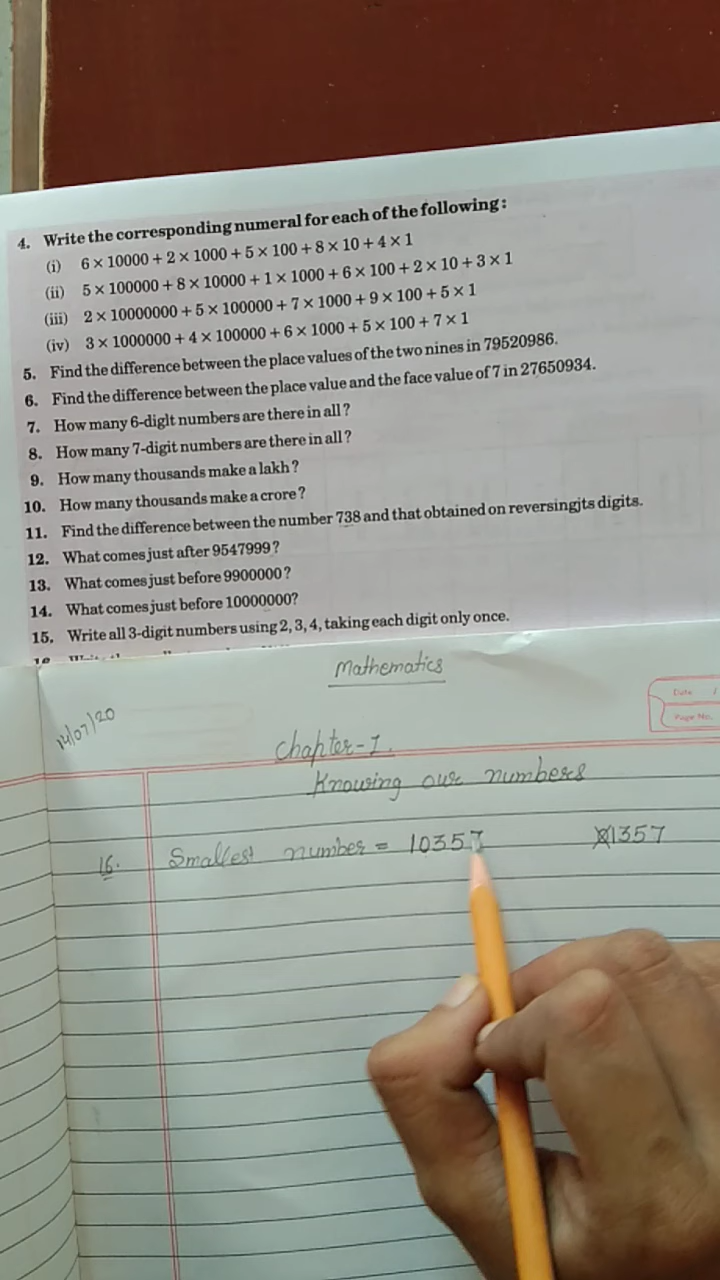 4. Write the corresponding numeral for each of the following:
(i) 6 × 10000 + 2 × 1000 + 5 × 100 + 8 × 10 + 4 × 1
(ii) 5 × 100000 + 8 × 10000 + 1 × 1000 + 6 × 100 + 2 × 10 + 3 × 1
(iii) 2 × 10000000 + 5 × 100000 + 7 × 1000 + 9 × 100 + 5 × 1
(iv) 3 × 1000000 + 4 × 100000 + 6 × 1000 + 5 × 100 + 7 × 1
5. Find the difference between the place values of the two nines in 79520986.
6. Find the difference between the place value and the face value of 7 in 27650934.
7. How many 6-digit numbers are there in all?
8. How many 7-digit numbers are there in all?
9. How many thousands make a lakh?
10. How many thousands make a crore?
11. Find the difference between the number 738 and that obtained on reversing its digits.
12. What comes just after 9547999?
13. What comes just before 9900000?
14. What comes just before 10000000?
15. Write all 3-digit numbers using 2, 3, 4, taking each digit only once.
Mathematics
14/07/20
Date /
Page No.
Chapter-1.
Knowing our numbers
16. Smallest number = 10357 01357